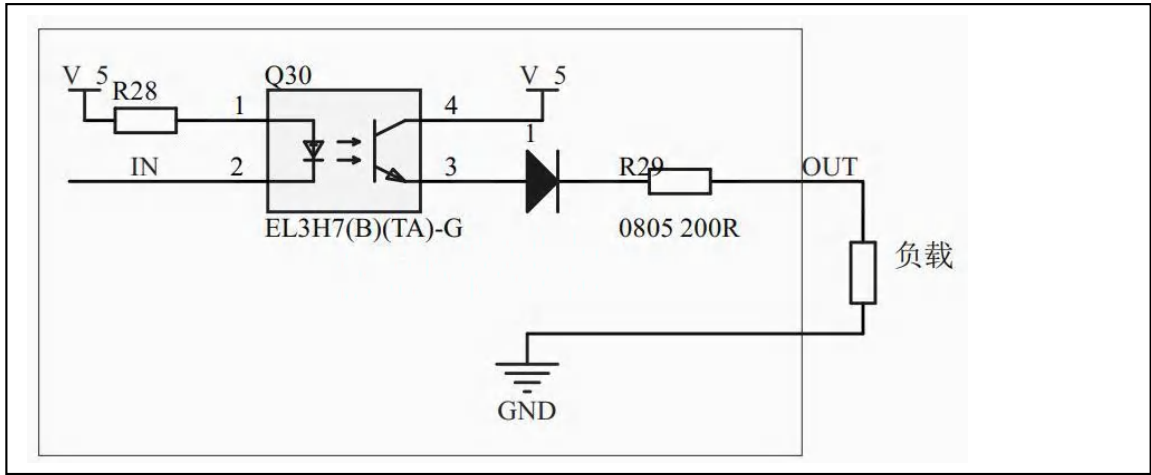 V_5
R28
1
IN
2
Q30
4
3
EL3H7(B)(TA)-G
V_5
1
R29
0805 200R
OUT
负载
GND